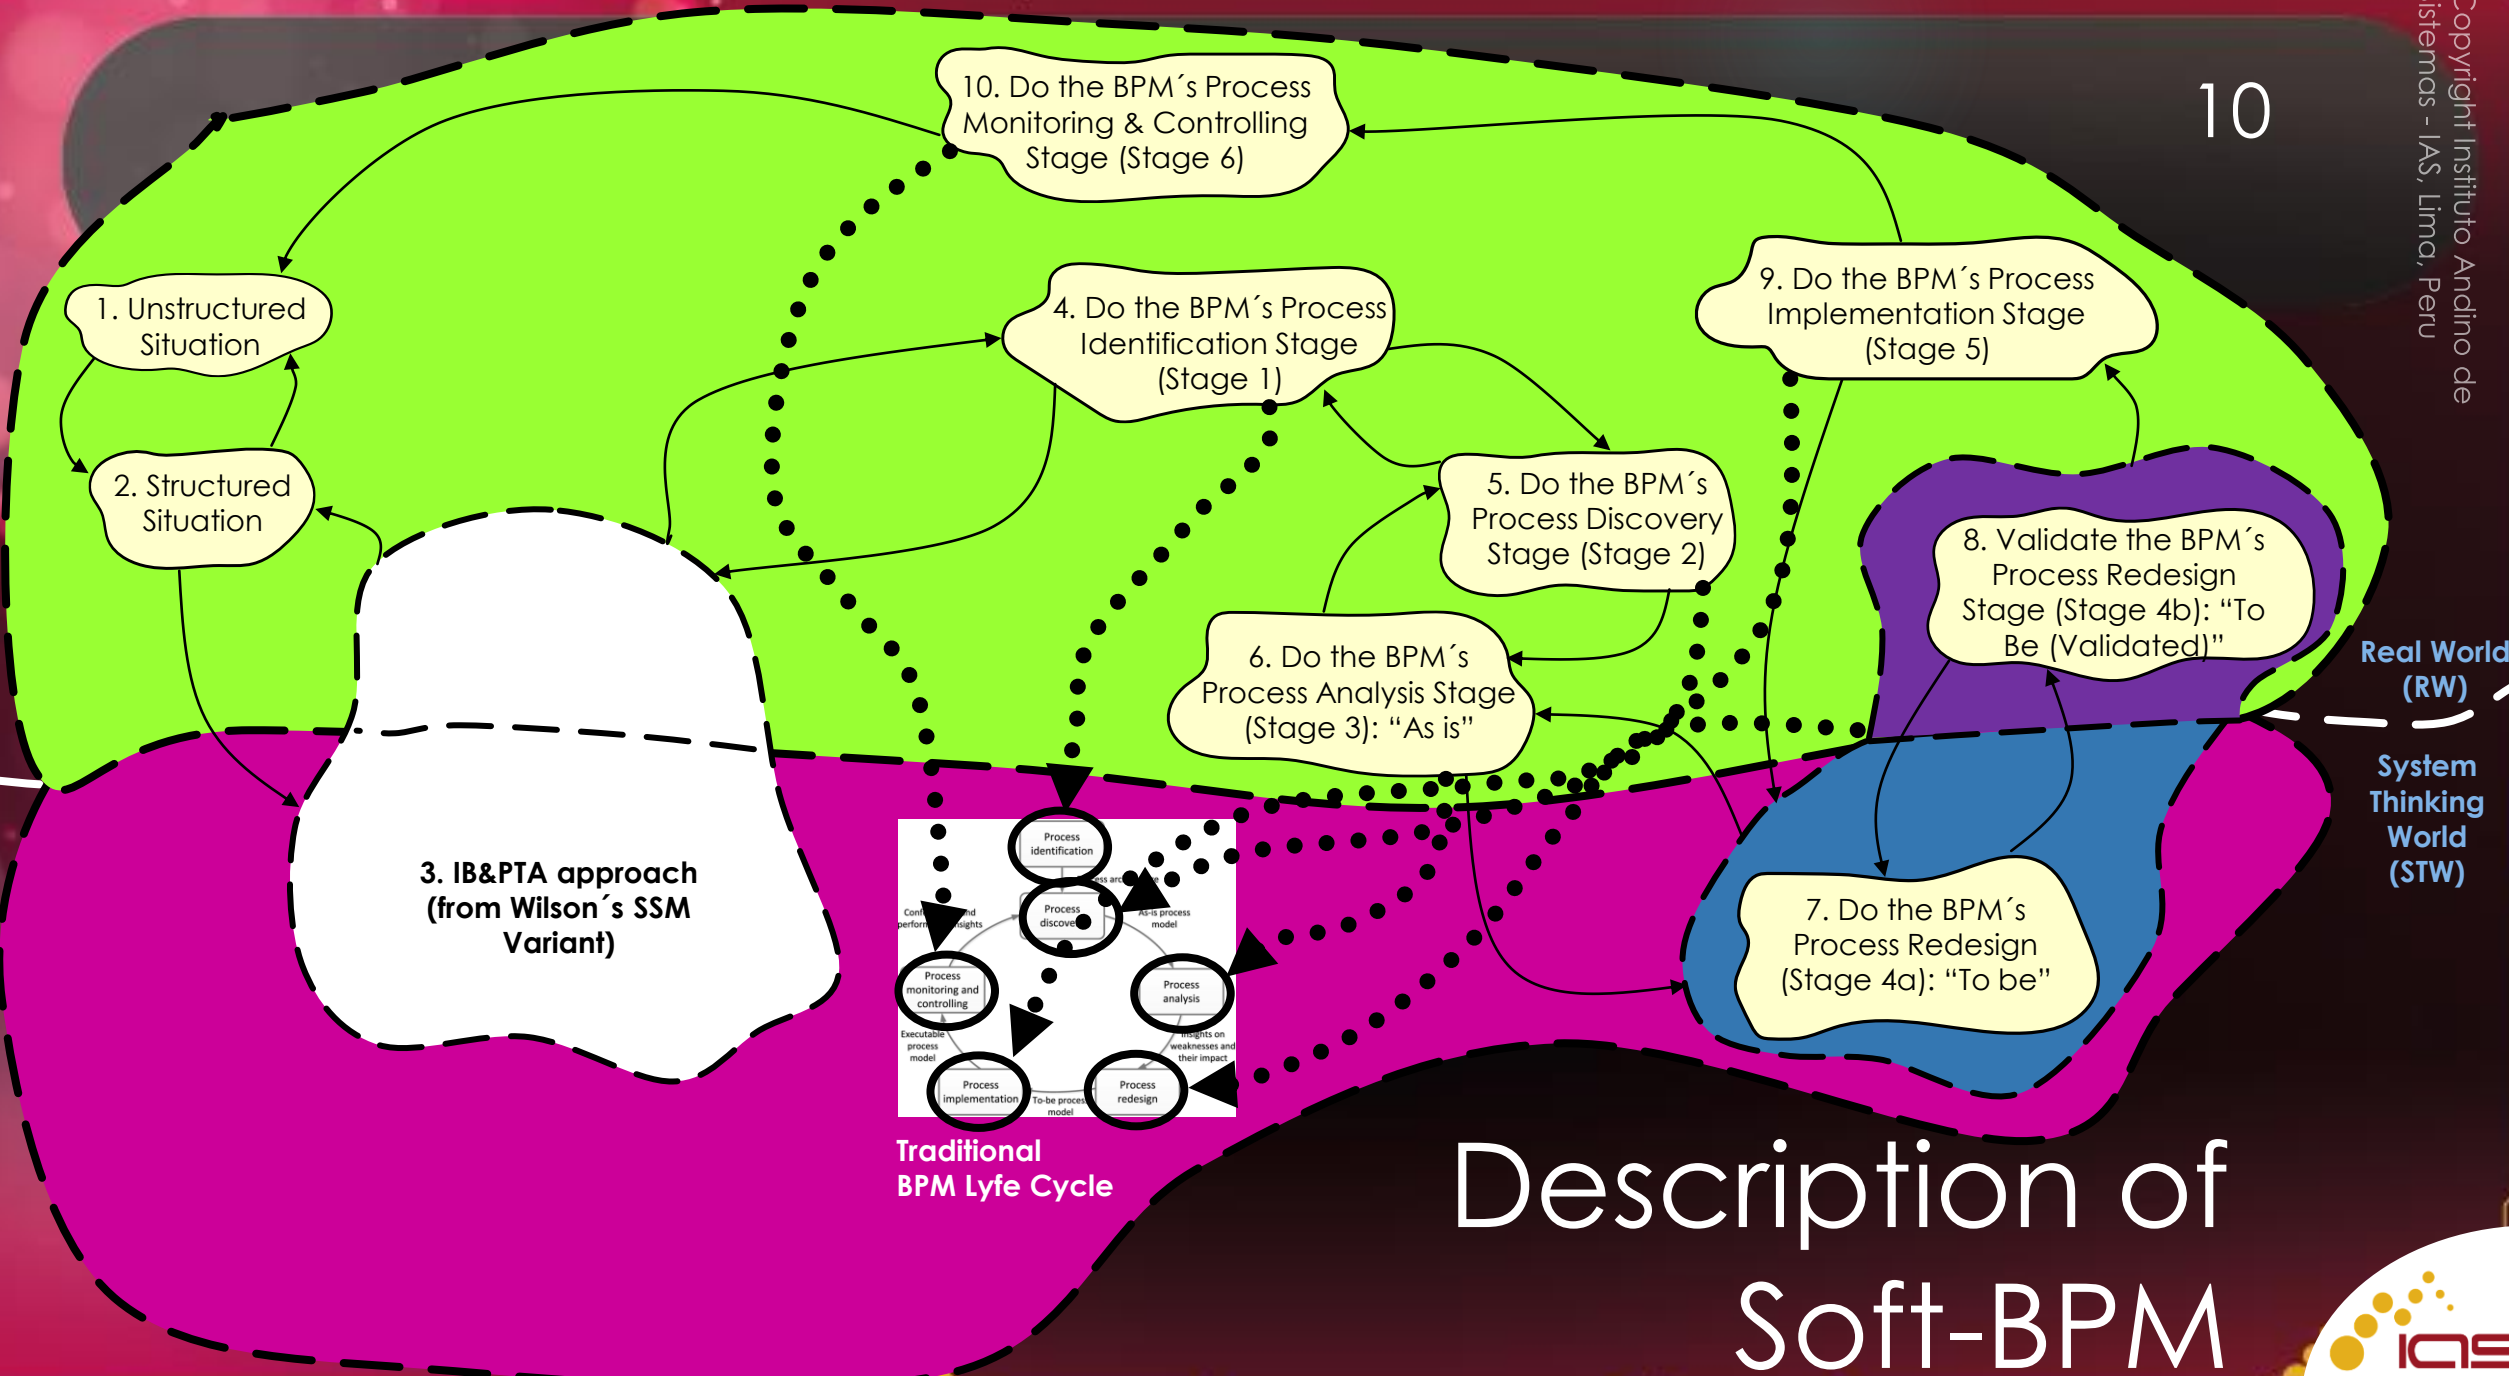 Copyright Instituto Andino de
Sistemas - IAS, Lima, Peru
10
10. Do the BPM´s Process
Monitoring & Controlling
Stage (Stage 6)
1. Unstructured
Situation
4. Do the BPM´s Process
Identification Stage
(Stage 1)
9. Do the BPM´s Process
Implementation Stage
(Stage 5)
2. Structured
Situation
5. Do the BPM´s
Process Discovery
Stage (Stage 2)
8. Validate the BPM´s
Process Redesign
Stage (Stage 4b): “To
Be (Validated)”
6. Do the BPM´s
Process Analysis Stage
(Stage 3): “As is”
Real World
(RW)
System
Thinking
World
(STW)
3. IB&PTA approach
(from Wilson´s SSM
Variant)
7. Do the BPM´s
Process Redesign
(Stage 4a): “To be”
Process
identification
Process
discove
As-is process
model
Process
monitoring and
controlling
Process
analysis
Executable
process
model
Insights on
weaknesses and
their impact
Process
implementation
To-be process
model
Process
redesign
Traditional
BPM Lyfe Cycle
Description of
Soft-BPM
IAS